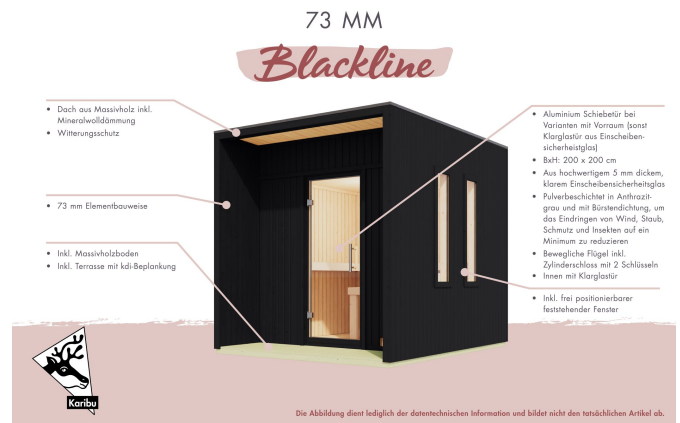 73 MM
Blackline
• Dach aus Massivholz inkl.
Mineralwolldämmung
• Witterungsschutz
• 73 mm Elementbauweise
• Inkl. Massivholzboden
• Inkl. Terrasse mit kdi-Beplankung
• Aluminium Schiebetür bei
Varianten mit Vorraum (sonst
Klarglastür aus Einscheiben-
sicherheistglas)
• BxH: 200 x 200 cm
• Aus hochwertigem 5 mm dickem,
klarem Einscheibensicherheitsglas
• Pulverbeschichtet in Anthrazit-
grau und mit Bürstendichtung, um
das Eindringen von Wind, Staub,
Schmutz und Insekten auf ein
Minimum zu reduzieren
• Bewegliche Flügel inkl.
Zylinderschloss mit 2 Schlüsseln
• Innen mit Klarglastür
• Inkl. frei positionierbarer
feststehender Fenster
Karibu
Die Abbildung dient lediglich der datentechnischen Information und bildet nicht den tatsächlichen Artikel ab.